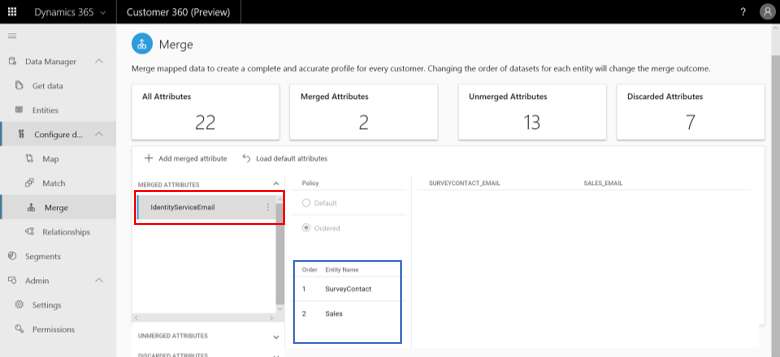 Dynamics 365
Customer 360 (Preview)
?
Data Manager
Get data
Entities
Configure d...
Map
Match
Merge
Relationships
Segments
Admin
Settings
Permissions
Merge
Merge mapped data to create a complete and accurate profile for every customer. Changing the order of datasets for each entity will change the merge outcome.
All Attributes
22
Merged Attributes
2
Unmerged Attributes
13
Discarded Attributes
7
Add merged attribute
Load default attributes
MERGED ATTRIBUTES
IdentityServiceEmail
UNMERGED ATTRIBUTES
DISCARDED ATTRIBUTES
Policy
Default
Ordered
Order Entity Name
1 SurveyContact
2 Sales
SURVEYCONTACT_EMAIL
SALES_EMAIL